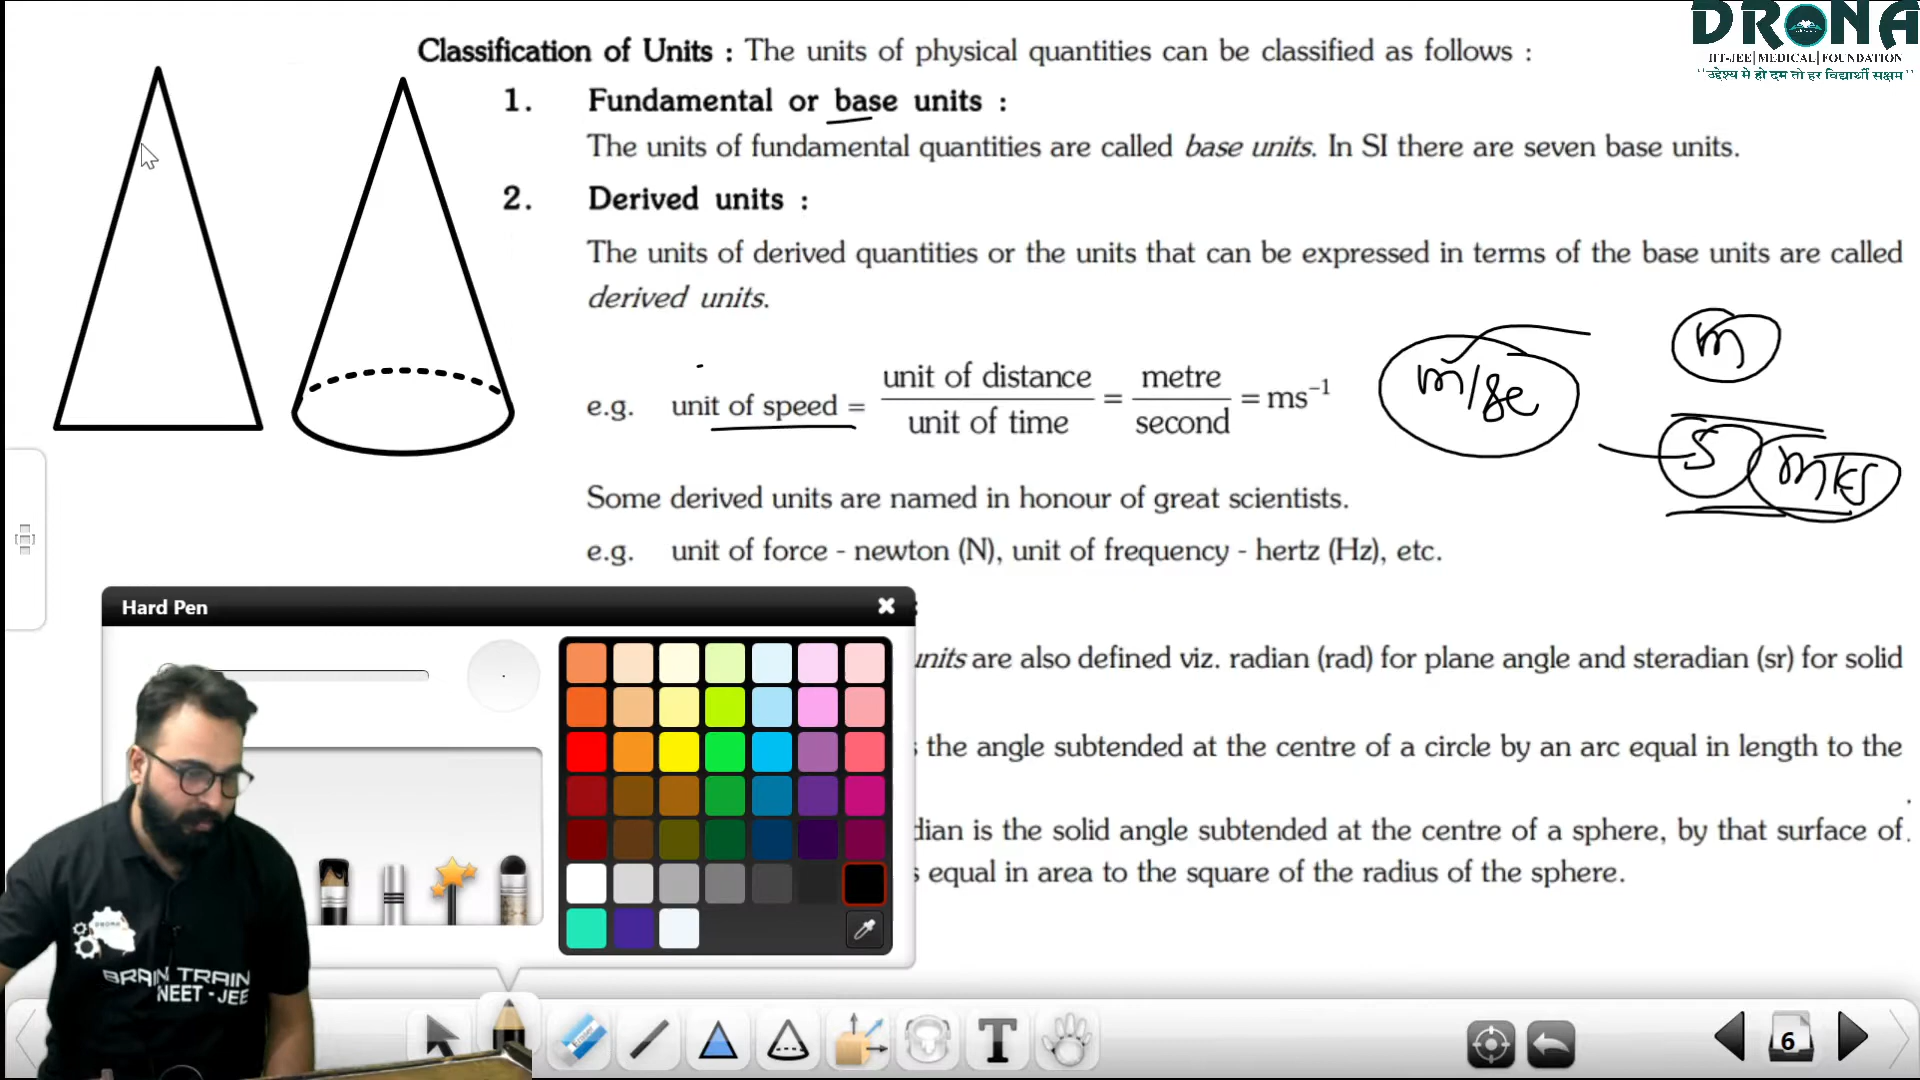 DRONA
IIT-JEE|MEDICAL|FOUNDATION
"उद्देश्य मे हो दम तो हर विद्यार्थी सक्षम"
Classification of Units : The units of physical quantities can be classified as follows :
1. Fundamental or base units :
The units of fundamental quantities are called base units. In SI there are seven base units.
2. Derived units :
The units of derived quantities or the units that can be expressed in terms of the base units are called
derived units.
e.g. unit of speed = unit of distance / unit of time = metre / second = ms⁻¹
m/se
m
S mks
Some derived units are named in honour of great scientists.
e.g. unit of force - newton (N), unit of frequency - hertz (Hz), etc.
Hard Pen
:
units are also defined viz. radian (rad) for plane angle and steradian (sr) for solid
the angle subtended at the centre of a circle by an arc equal in length to the
dian is the solid angle subtended at the centre of a sphere, by that surface of
s equal in area to the square of the radius of the sphere.
BRAIN TRAIN
NEET - JEE
Eraser
T
6